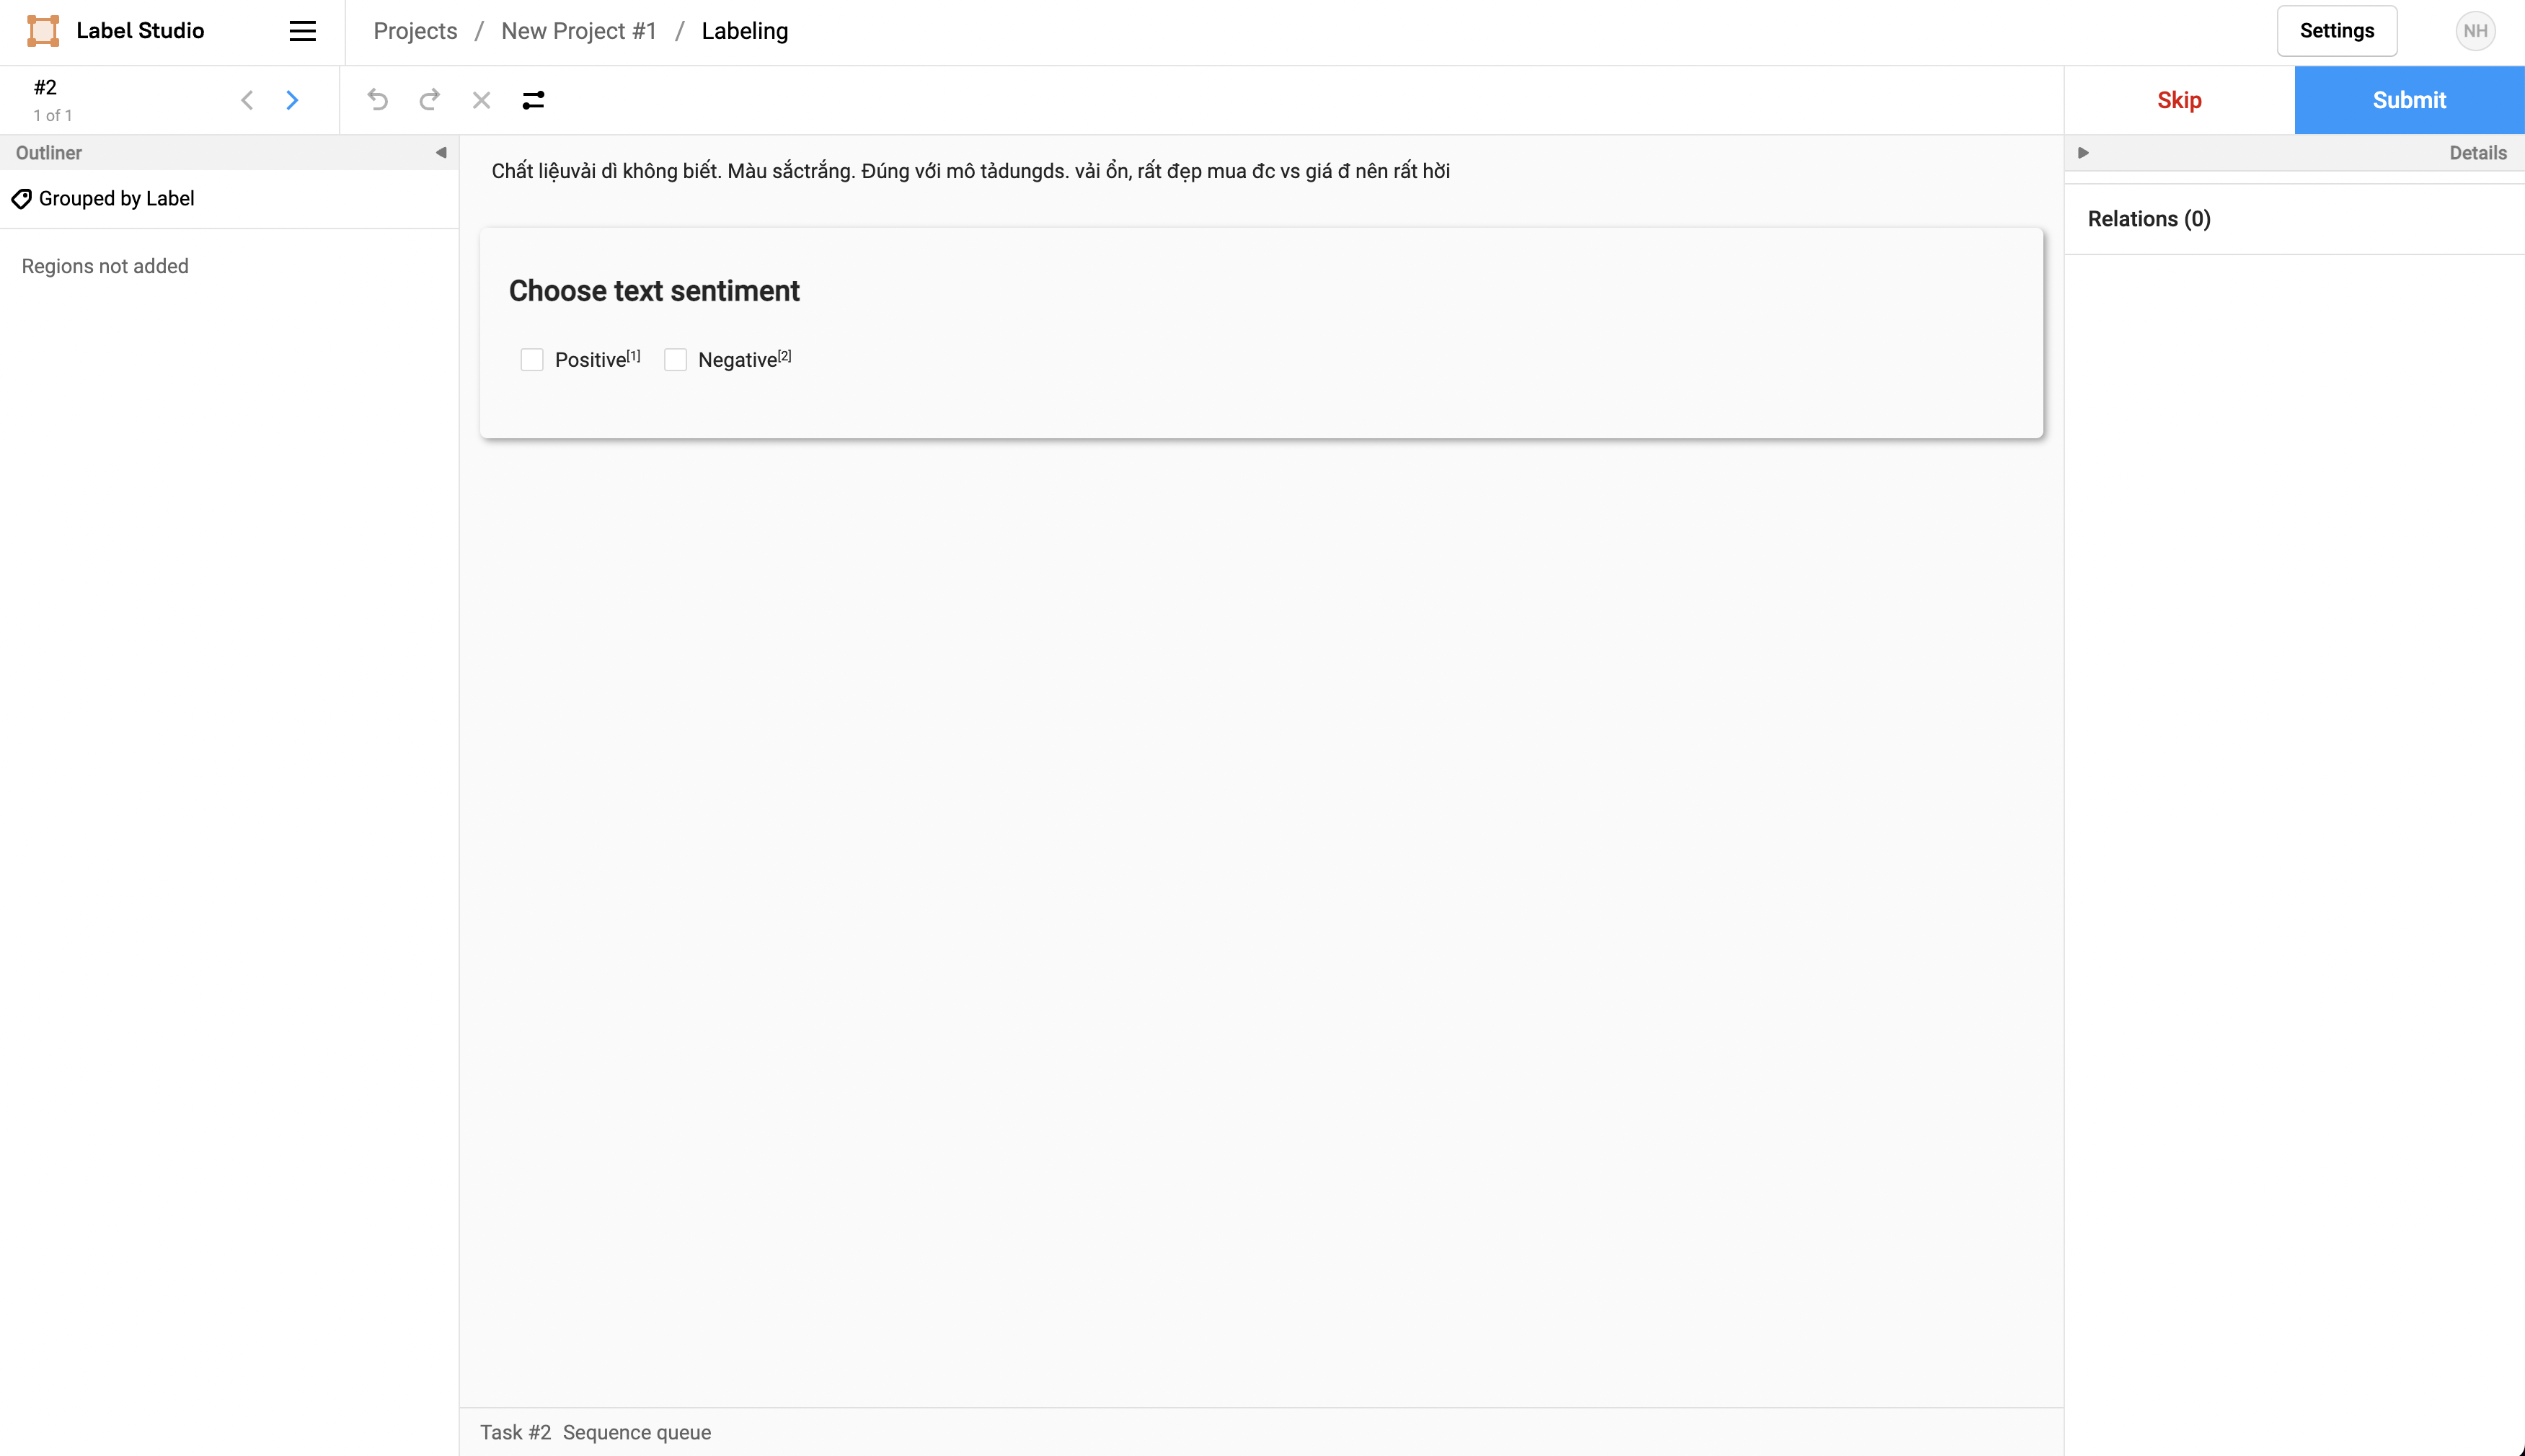 Label Studio
Projects / New Project #1 / Labeling
Settings
NH
#2
1 of 1
Skip
Submit
Outliner
Details
Grouped by Label
Regions not added
Chất liệuvải dì không biết. Màu sắctrắng. Đúng với mô tảdungds. vải ổn, rất đẹp mua đc vs giá đ nên rất hời
Choose text sentiment
Positive[1] Negative[2]
Relations (0)
Task #2 Sequence queue